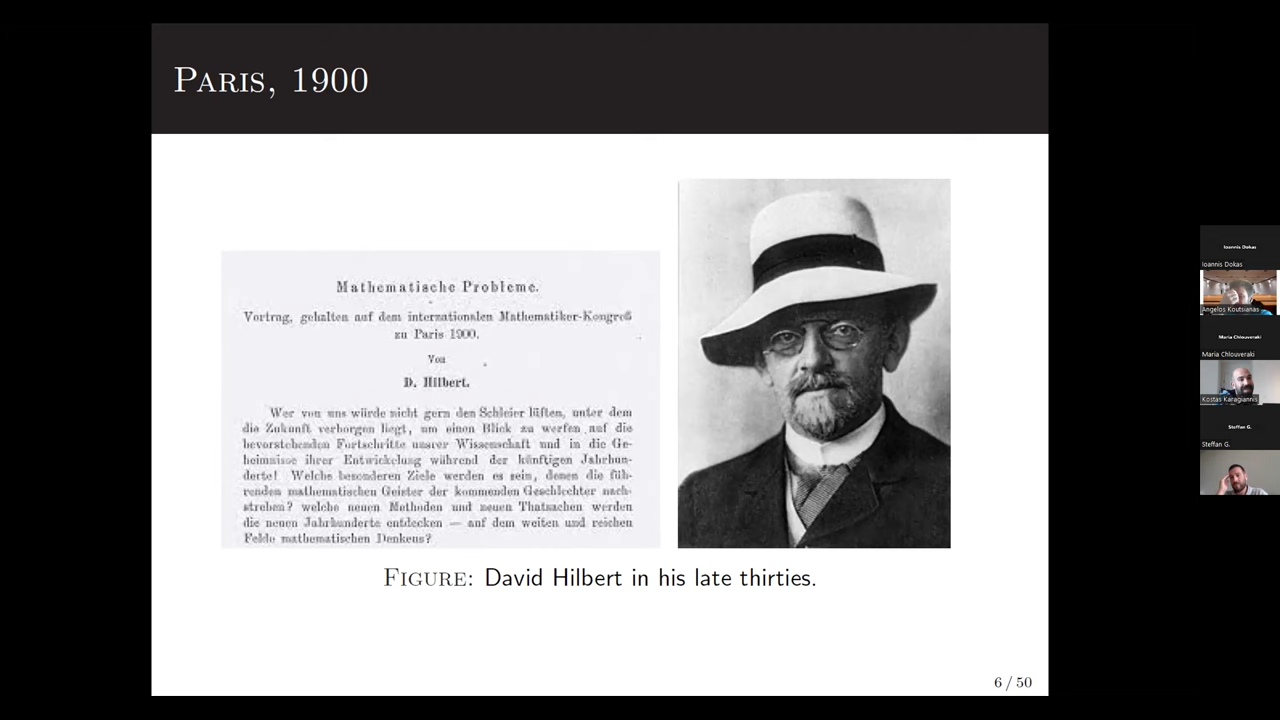 Paris, 1900
Mathematische Probleme.
Vortrag, gehalten auf dem internationalen Mathematiker-Kongreß
zu Paris 1900.
Von
D. Hilbert.
Wer von uns würde nicht gern den Schleier lüften, unter dem
die Zukunft verborgen liegt, um einen Blick zu werfen auf die
bevorstehenden Fortschritte unsrer Wissenschaft und in die Ge-
heimnisse ihrer Entwickelung während der künftigen Jahrhun-
derte! Welche besonderen Ziele werden es sein, denen die füh-
renden mathematischen Geister der kommenden Geschlechter nach-
streben? welche neuen Methoden und neuen Thatsachen werden
die neuen Jahrhunderte entdecken — auf dem weiten und reichen
Felde mathematischen Denkens?
Figure: David Hilbert in his late thirties.
6 / 50
Ioannis Dokas
Ioannis Dokas
Angelos Koutsianas
Maria Chlouveraki
Maria Chlouveraki
Kostas Karagiannis
Steffan G.
Steffan G.